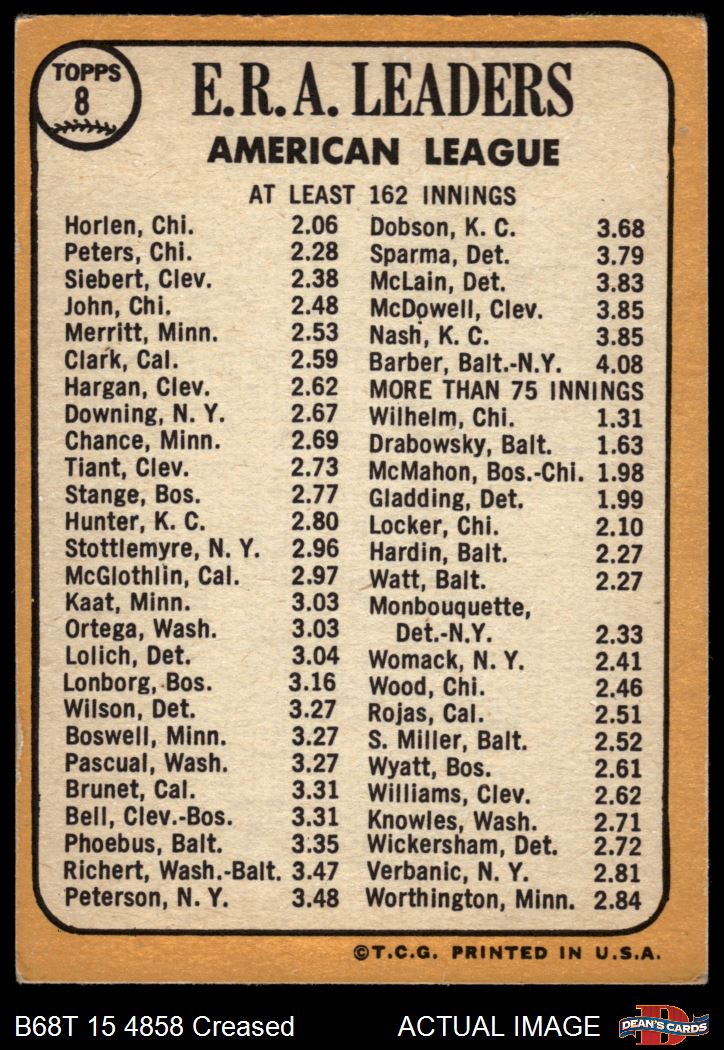 TOPPS
8
E.R.A. LEADERS
AMERICAN LEAGUE
AT LEAST 162 INNINGS
Horlen, Chi. 2.06
Peters, Chi. 2.28
Siebert, Clev. 2.38
John, Chi. 2.48
Merritt, Minn. 2.53
Clark, Cal. 2.59
Hargan, Clev. 2.62
Downing, N. Y. 2.67
Chance, Minn. 2.69
Tiant, Clev. 2.73
Stange, Bos. 2.77
Hunter, K. C. 2.80
Stottlemyre, N. Y. 2.96
McGlothlin, Cal. 2.97
Kaat, Minn. 3.03
Ortega, Wash. 3.03
Lolich, Det. 3.04
Lonborg, Bos. 3.16
Wilson, Det. 3.27
Boswell, Minn. 3.27
Pascual, Wash. 3.27
Brunet, Cal. 3.31
Bell, Clev.-Bos. 3.31
Phoebus, Balt. 3.35
Richert, Wash.-Balt. 3.47
Peterson, N. Y. 3.48
Dobson, K. C. 3.68
Sparma, Det. 3.79
McLain, Det. 3.83
McDowell, Clev. 3.85
Nash, K. C. 3.85
Barber, Balt.-N.Y. 4.08
MORE THAN 75 INNINGS
Wilhelm, Chi. 1.31
Drabowsky, Balt. 1.63
McMahon, Bos.-Chi. 1.98
Gladding, Det. 1.99
Locker, Chi. 2.10
Hardin, Balt. 2.27
Watt, Balt. 2.27
Monbouquette,
Det.-N.Y. 2.33
Womack, N. Y. 2.41
Wood, Chi. 2.46
Rojas, Cal. 2.51
S. Miller, Balt. 2.52
Wyatt, Bos. 2.61
Williams, Clev. 2.62
Knowles, Wash. 2.71
Wickersham, Det. 2.72
Verbanic, N. Y. 2.81
Worthington, Minn. 2.84
©T.C.G. PRINTED IN U.S.A.
B68T 15 4858 Creased
ACTUAL IMAGE
D
DEAN'S CARDS